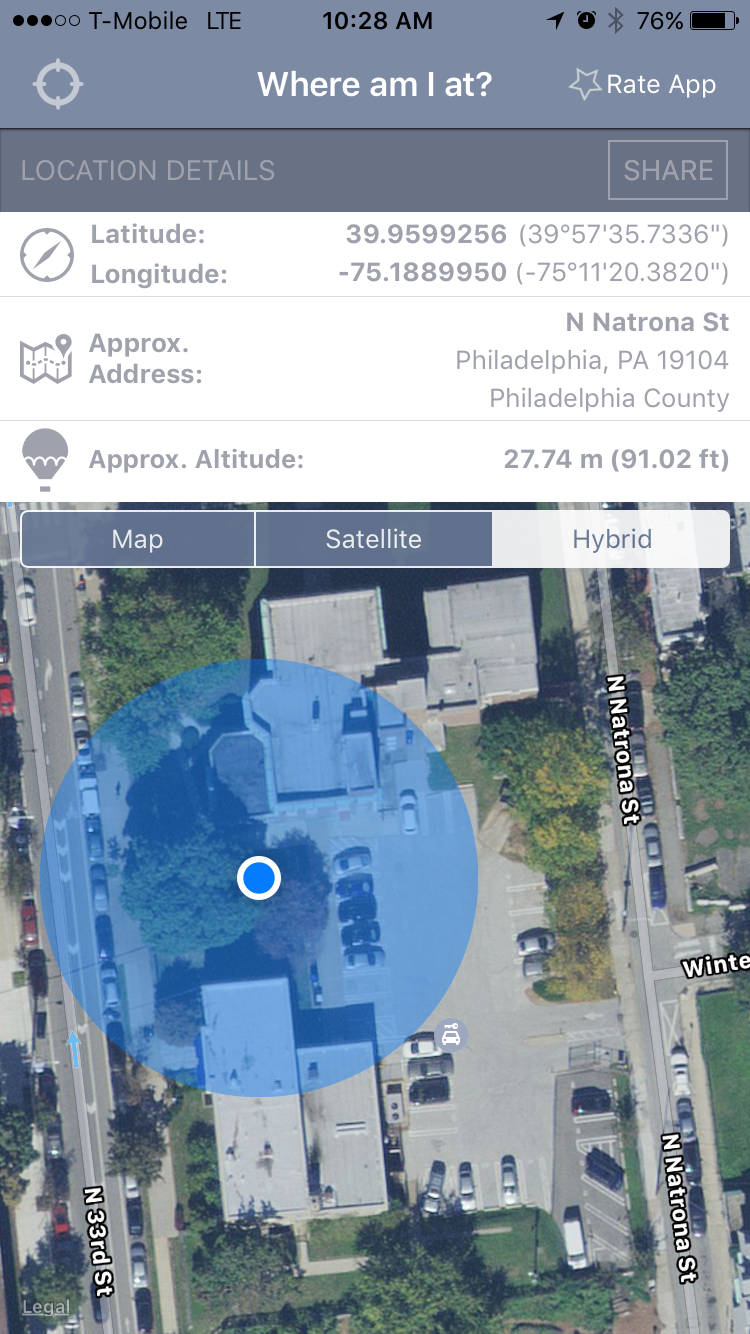 T-Mobile LTE 10:28 AM 76%
Where am I at? Rate App
LOCATION DETAILS SHARE
Latitude: 39.9599256 (39°57'35.7336")
Longitude: -75.1889950 (-75°11'20.3820")
Approx. Address:
N Natrona St
Philadelphia, PA 19104
Philadelphia County
Approx. Altitude: 27.74 m (91.02 ft)
Map Satellite Hybrid
N Natrona St
Winte
N Natrona St
N 33rd St
Legal